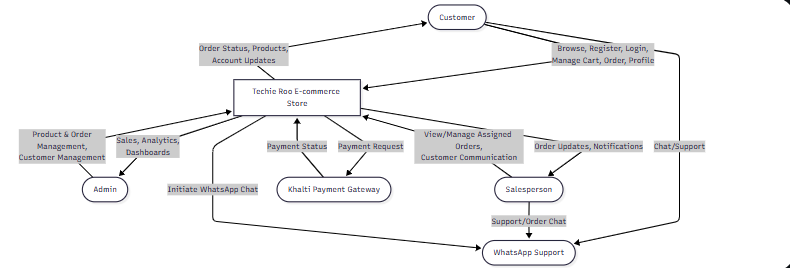 Customer
Order Status, Products,
Account Updates
Browse, Register, Login,
Manage Cart, Order, Profile
Techie Roo E-commerce
Store
Product & Order
Management,
Customer Management
Sales, Analytics,
Dashboards
Payment Status
Payment Request
View/Manage Assigned
Orders,
Customer Communication
Order Updates, Notifications
Chat/Support
Admin
Initiate WhatsApp Chat
Khalti Payment Gateway
Salesperson
Support/Order Chat
WhatsApp Support